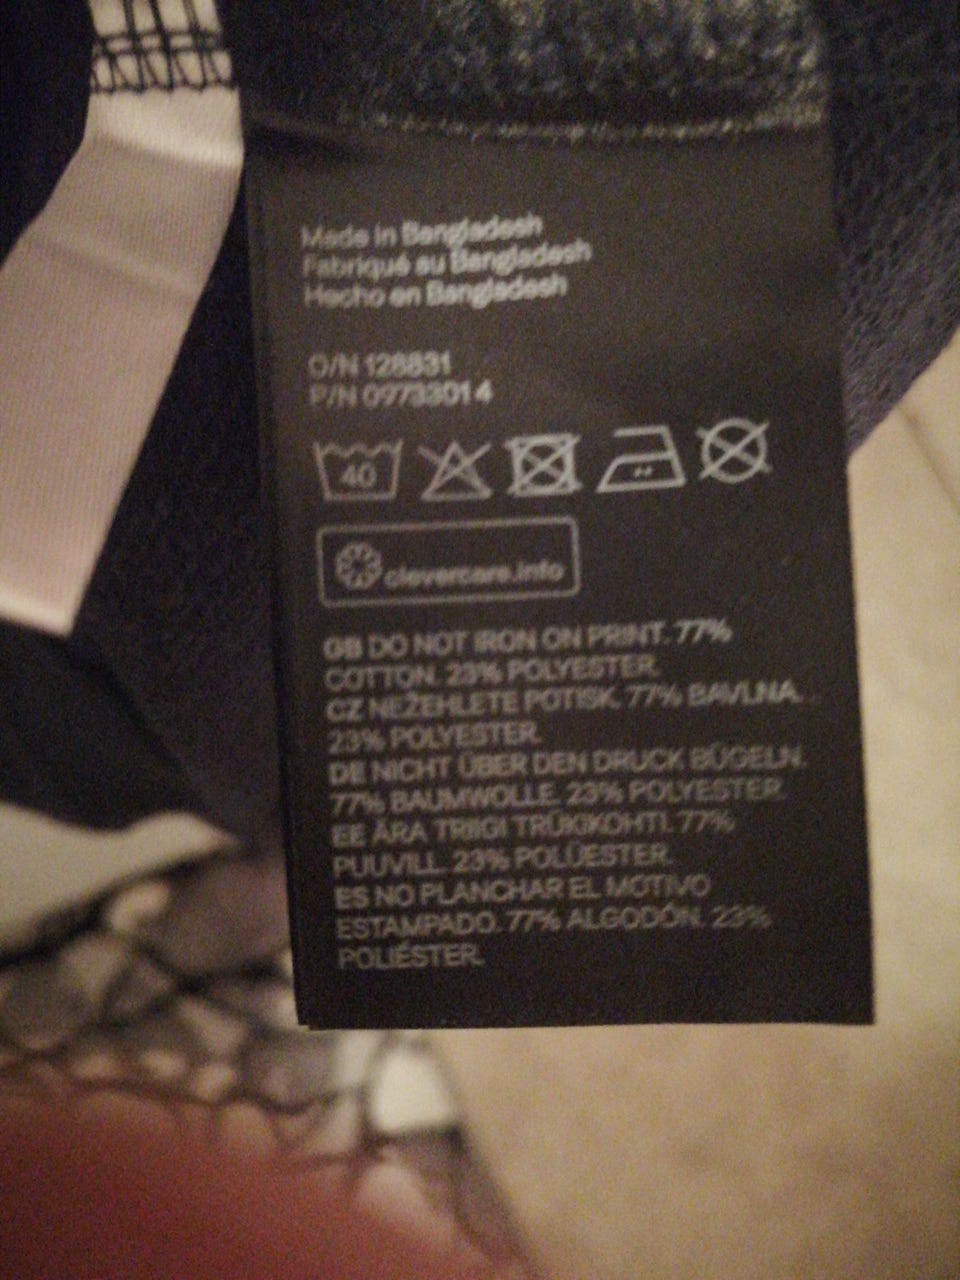 Made in Bangladesh
Fabriqué au Bangladesh
Hecho en Bangladesh
O/N 128831
P/N 0973301 4
40
clevercare.info
GB DO NOT IRON ON PRINT. 77%
COTTON. 23% POLYESTER.
CZ NEŽEHLETE POTISK. 77% BAVLNA.
23% POLYESTER.
DE NICHT ÜBER DEN DRUCK BÜGELN.
77% BAUMWOLLE. 23% POLYESTER.
EE ÄRA TRIIGI TRÜKIKOHTI. 77%
PUUVILL. 23% POLÜESTER.
ES NO PLANCHAR EL MOTIVO
ESTAMPADO. 77% ALGODÓN. 23%
POLIÉSTER.